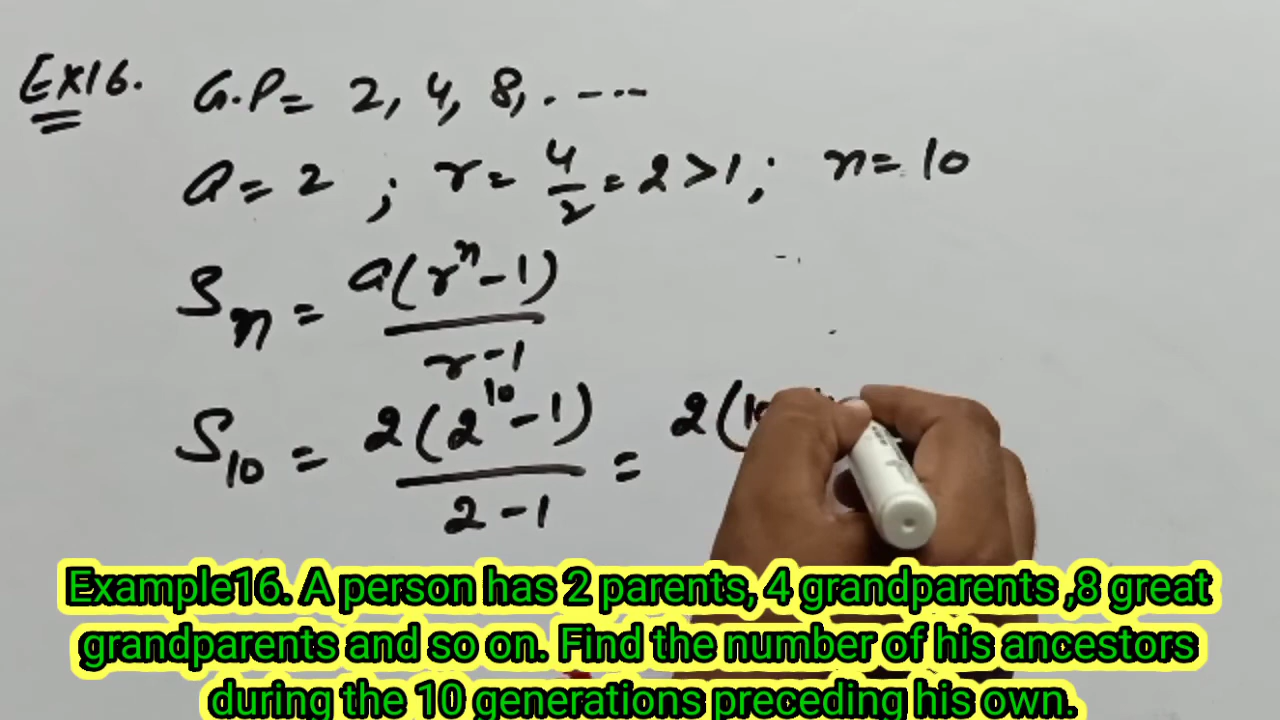 Ex16. G.P= 2, 4, 8, .----
a= 2 ; r= 4/2 = 2 >1; n= 10
Sn= a(r^n-1)/r-1
S10 = 2(2^10-1)/2-1 = 2(10
Example16. A person has 2 parents, 4 grandparents ,8 great
grandparents and so on. Find the number of his ancestors
during the 10 generations preceding his own.